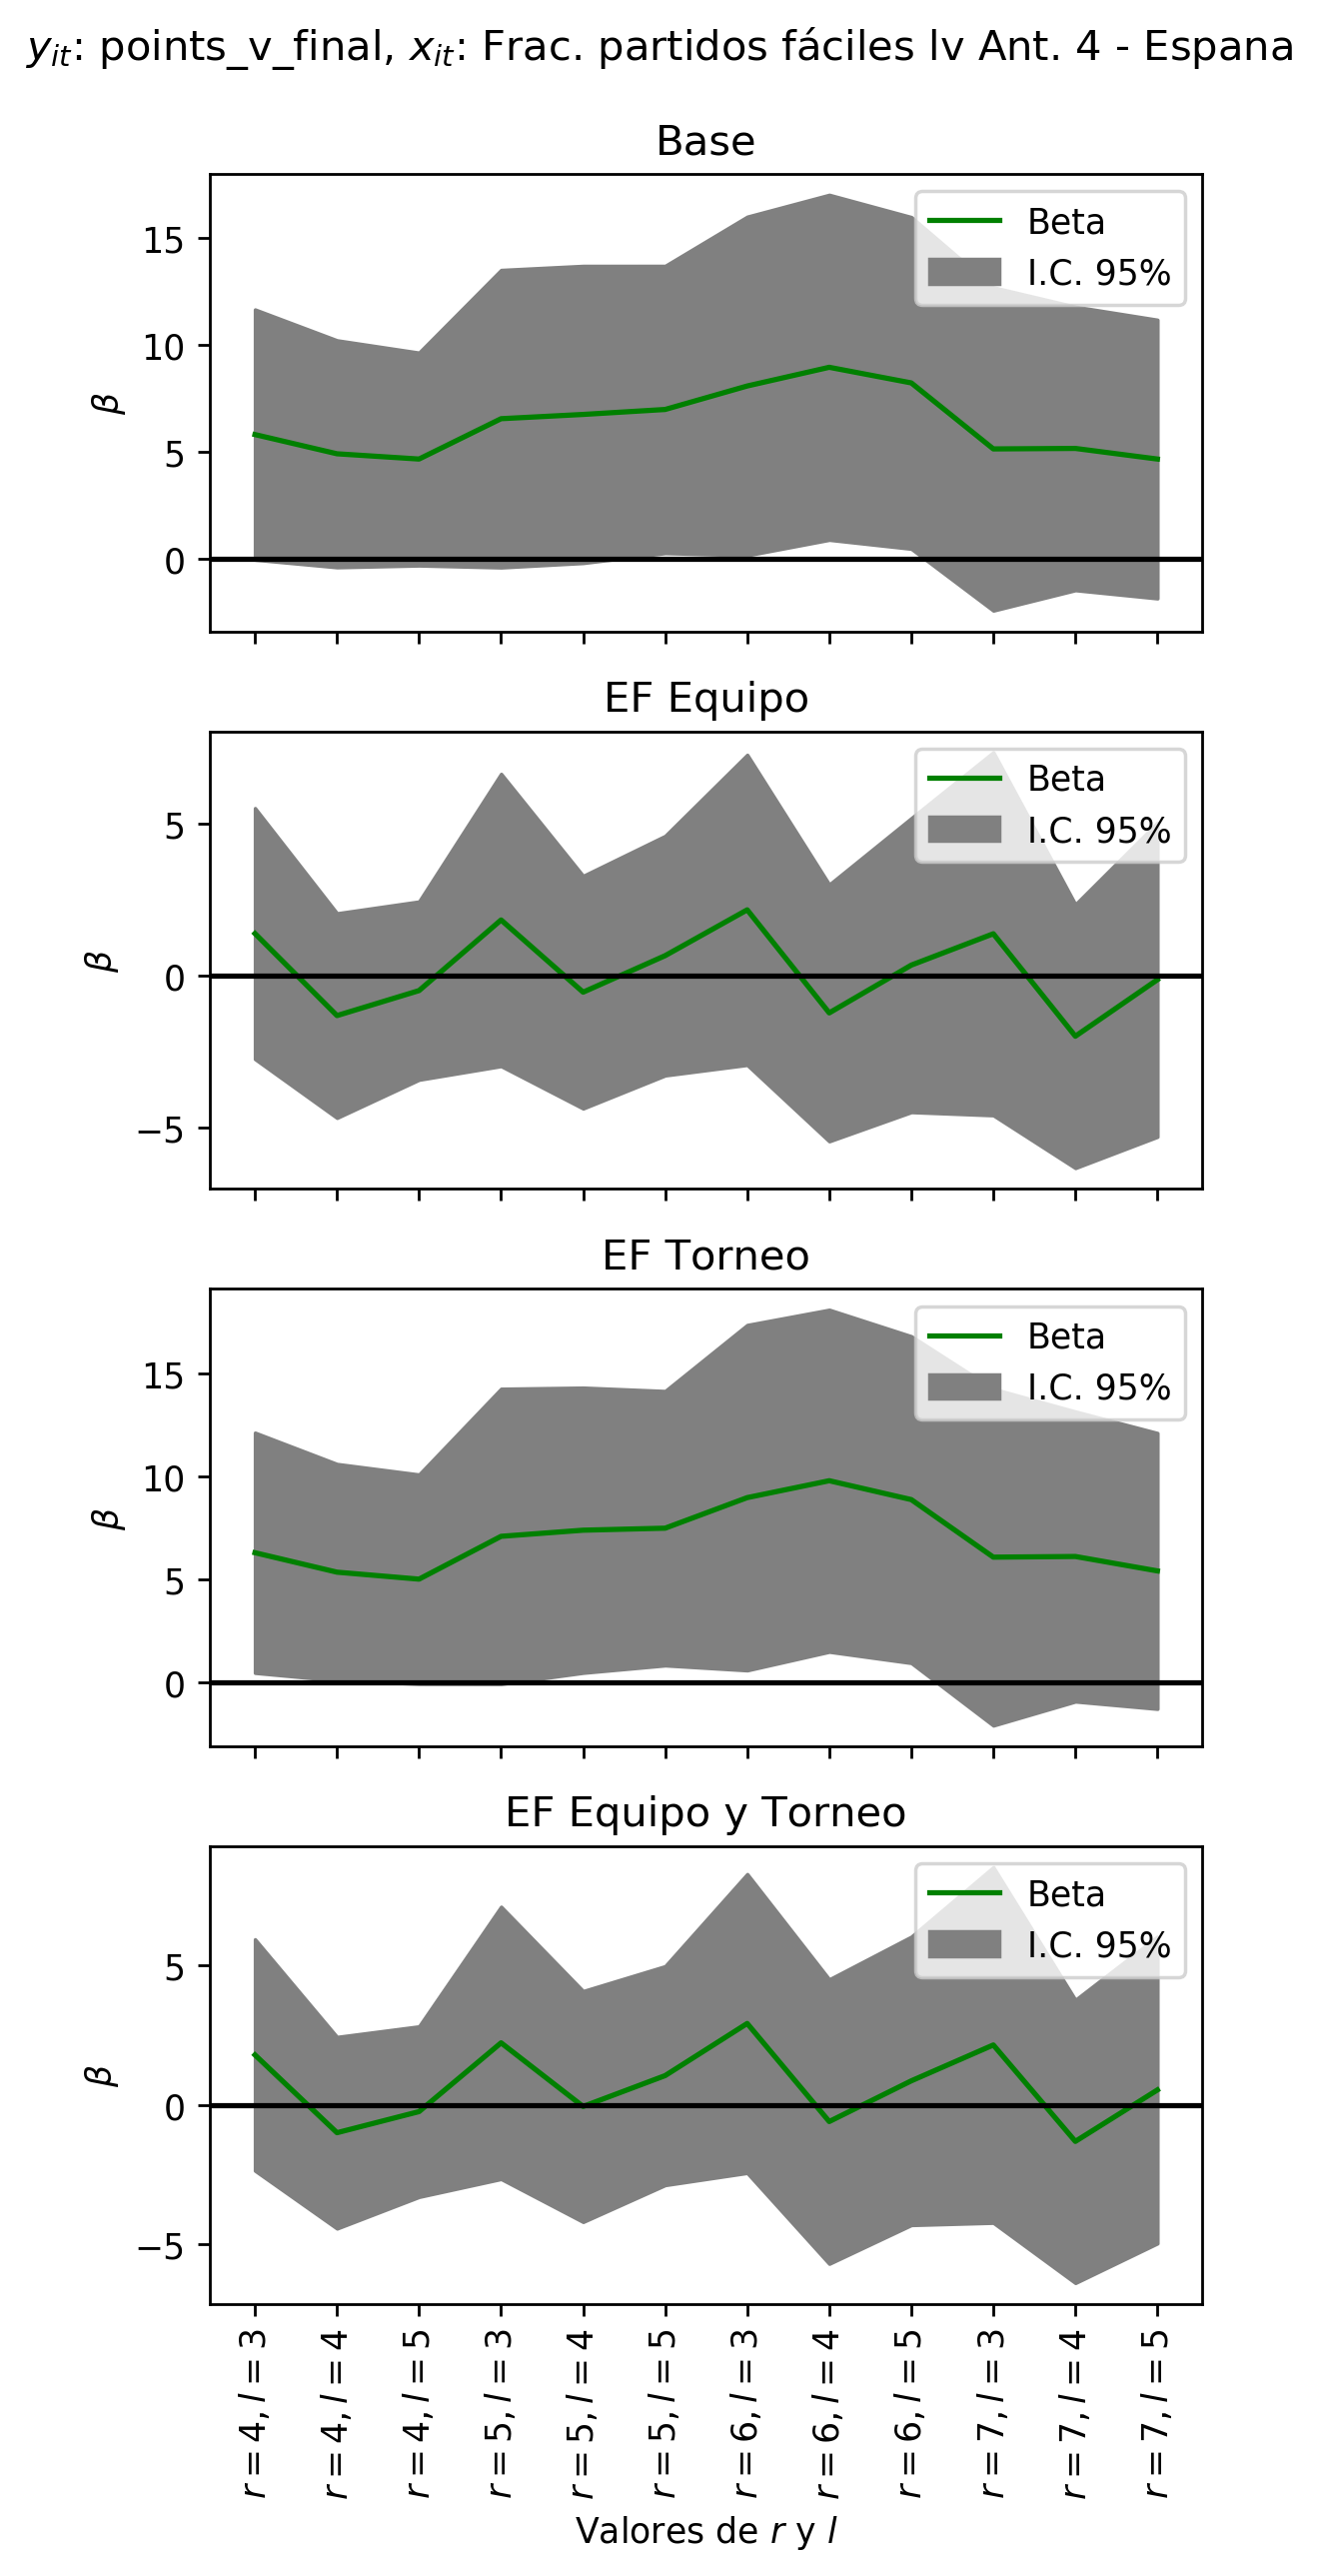 y_it: points_v_final, x_it: Frac. partidos fáciles lv Ant. 4 - Espana
Base
Beta
I.C. 95%
15
10
5
0
β
EF Equipo
Beta
I.C. 95%
5
0
−5
β
EF Torneo
Beta
I.C. 95%
15
10
5
0
β
EF Equipo y Torneo
Beta
I.C. 95%
5
0
−5
β
r = 4, l = 3
r = 4, l = 4
r = 4, l = 5
r = 5, l = 3
r = 5, l = 4
r = 5, l = 5
r = 6, l = 3
r = 6, l = 4
r = 6, l = 5
r = 7, l = 3
r = 7, l = 4
r = 7, l = 5
Valores de r y l